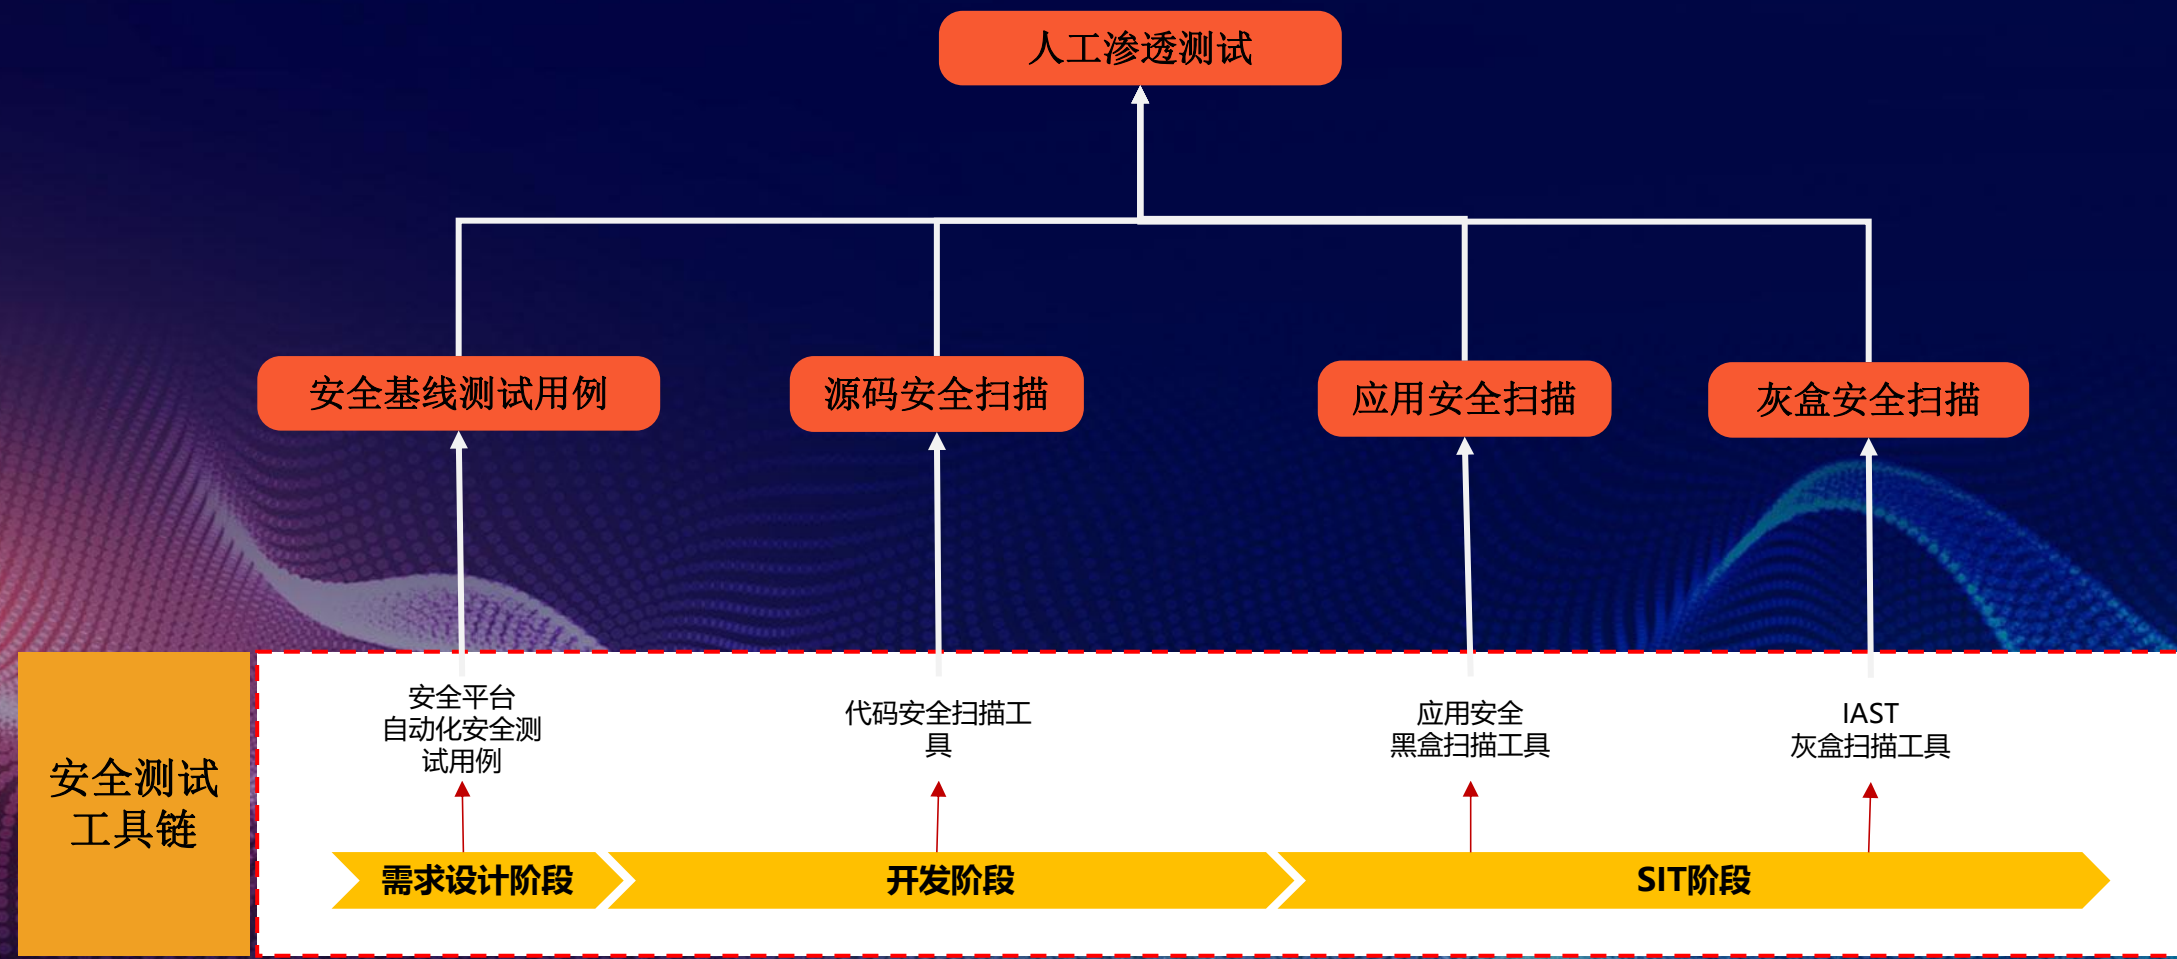 人工渗透测试
安全基线测试用例
源码安全扫描
应用安全扫描
灰盒安全扫描
安全测试
工具链
安全平台
自动化安全测
试用例
代码安全扫描工
具
应用安全
黑盒扫描工具
IAST
灰盒扫描工具
需求设计阶段
开发阶段
SIT阶段